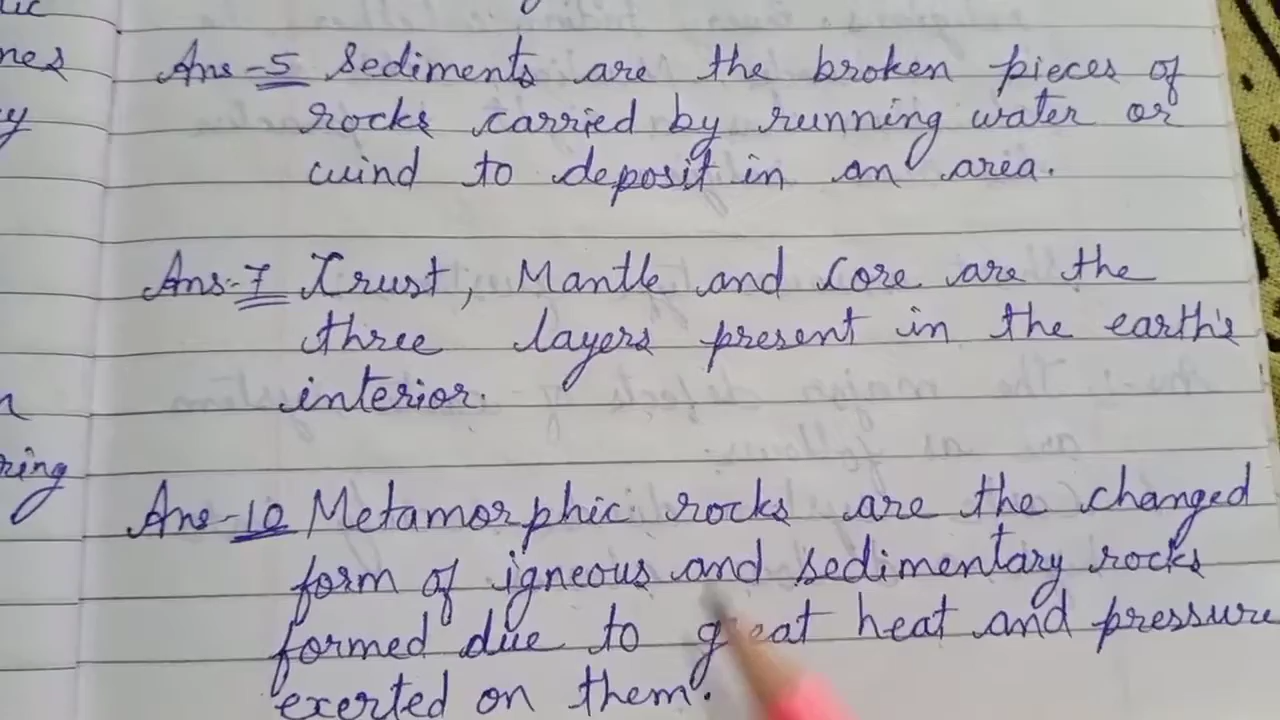 Ans-5 Sediments are the broken pieces of
rocks carried by running water or
wind to deposit in an area.
Ans-7 Crust, Mantle and Core are the
three layers present in the earth's
interior.
Ans-10 Metamorphic rocks are the changed
form of igneous and sedimentary rocks
formed due to great heat and pressure
exerted on them.